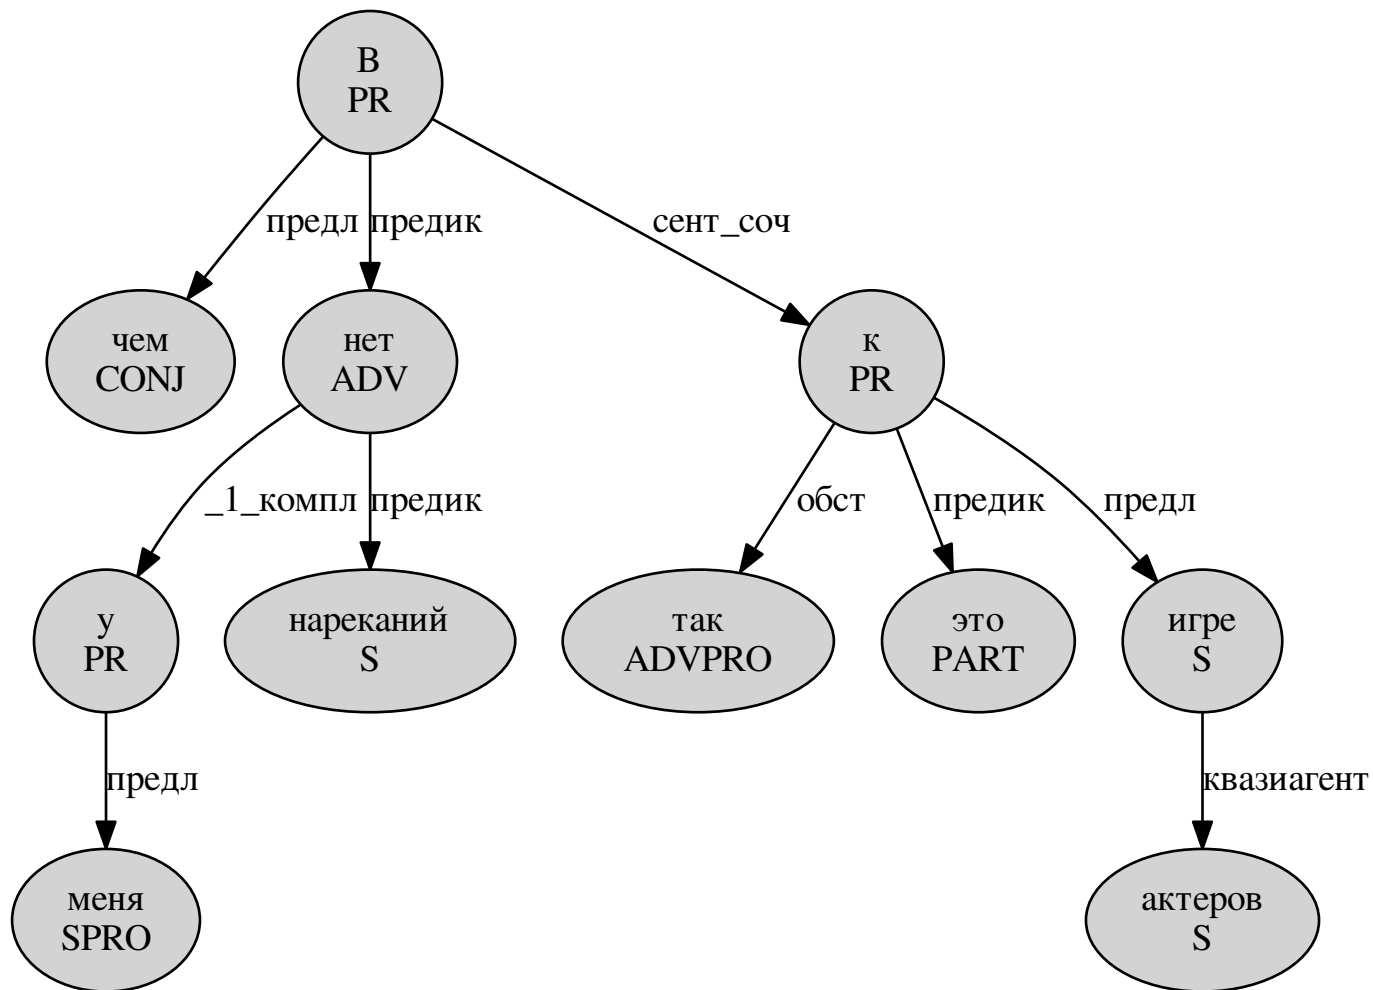 В
PR
предл
предик
сент_соч
чем
CONJ
нет
ADV
к
PR
_1_компл
предик
обст
предик
предл
у
PR
нареканий
S
так
ADVPRO
это
PART
игре
S
предл
квазиагент
меня
SPRO
актеров
S